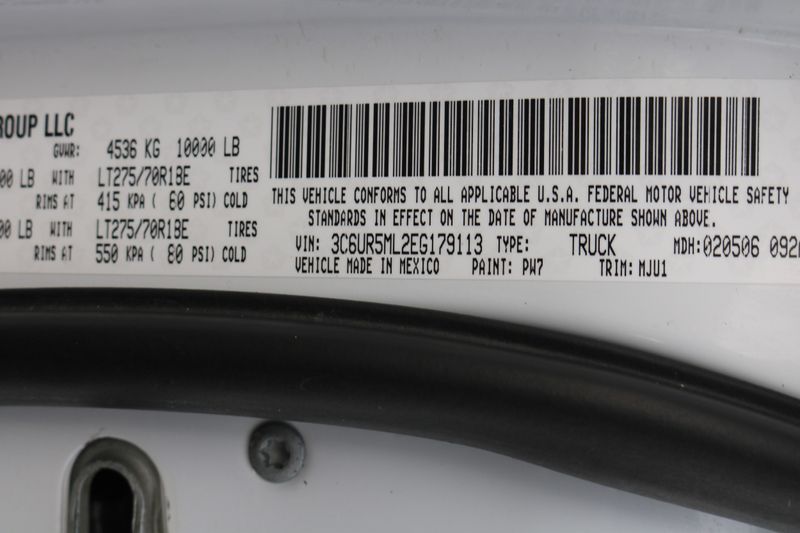 ROUP LLC
GVWR: 4536 KG 10000 LB
00 LB WITH LT275/70R18E TIRES
RIMS AT 415 KPA ( 60 PSI) COLD
00 LB WITH LT275/70R18E TIRES
RIMS AT 550 KPA ( 80 PSI) COLD
THIS VEHICLE CONFORMS TO ALL APPLICABLE U.S.A. FEDERAL MOTOR VEHICLE SAFETY
STANDARDS IN EFFECT ON THE DATE OF MANUFACTURE SHOWN ABOVE.
VIN: 3C6UR5ML2EG179113 TYPE: TRUCK MDH:020506 092
VEHICLE MADE IN MEXICO PAINT: PW7 TRIM: MJU1